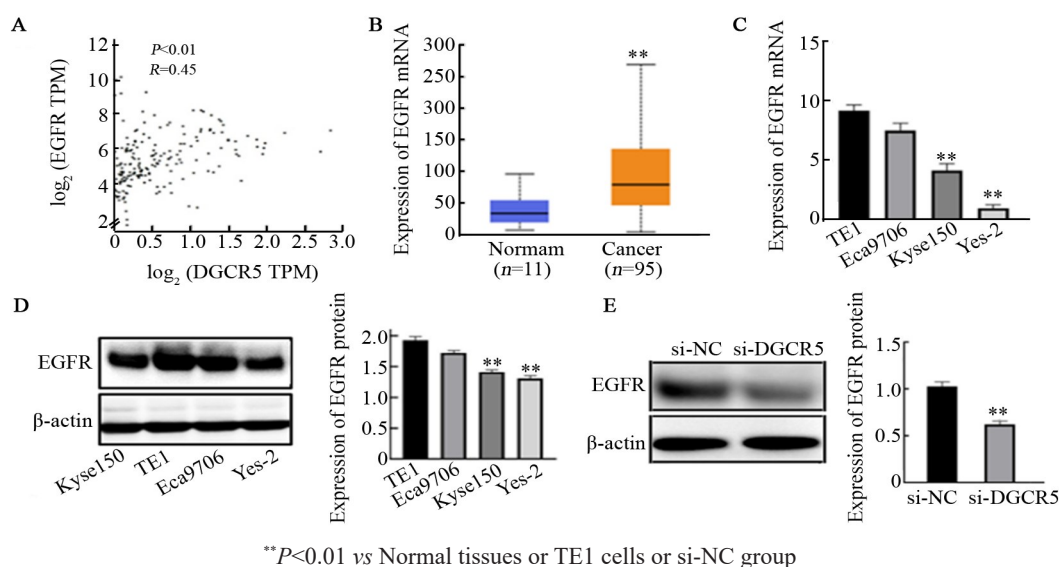 A
P<0.01
R=0.45
log2 (EGFR TPM)
12
10
8
6
4
2
0 0.5 1.0 1.5 2.0 2.5 3.0
log2 (DGCR5 TPM)
B
**
Expression of EGFR mRNA
300
250
300
150
100
50
0
Normam Cancer
(n=11) (n=95)
C
Expression of EGFR mRNA
15
10
5
0
**
**
TE1 Eca9706 Kyse150 Yes-2
D
EGFR
β-actin
Kyse150 TE1 Eca9706 Yes-2
Expression of EGFR protein
2.0
1.5
1.0
0.5
0
** **
TE1 Eca9706 Kyse150 Yes-2
E
si-NC si-DGCR5
EGFR
β-actin
Expression of EGFR protein
1.5
1.0
0.5
0
**
si-NC si-DGCR5
**P<0.01 vs Normal tissues or TE1 cells or si-NC group